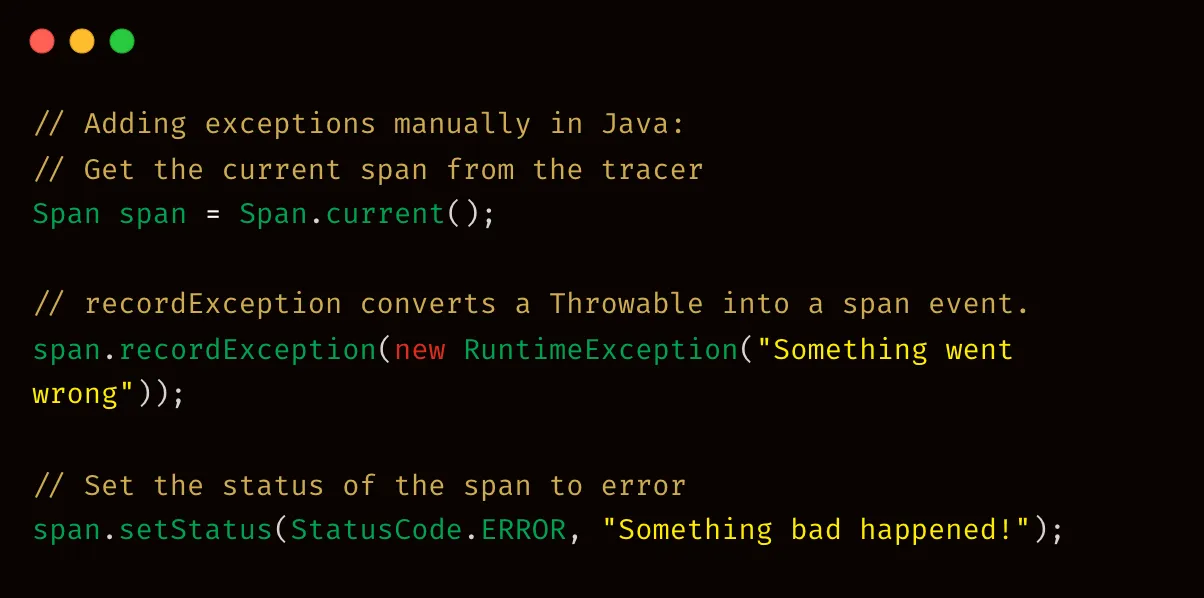 // Adding exceptions manually in Java:
// Get the current span from the tracer
Span span = Span.current();
// recordException converts a Throwable into a span event.
span.recordException(new RuntimeException("Something went
wrong"));
// Set the status of the span to error
span.setStatus(StatusCode.ERROR, "Something bad happened!");